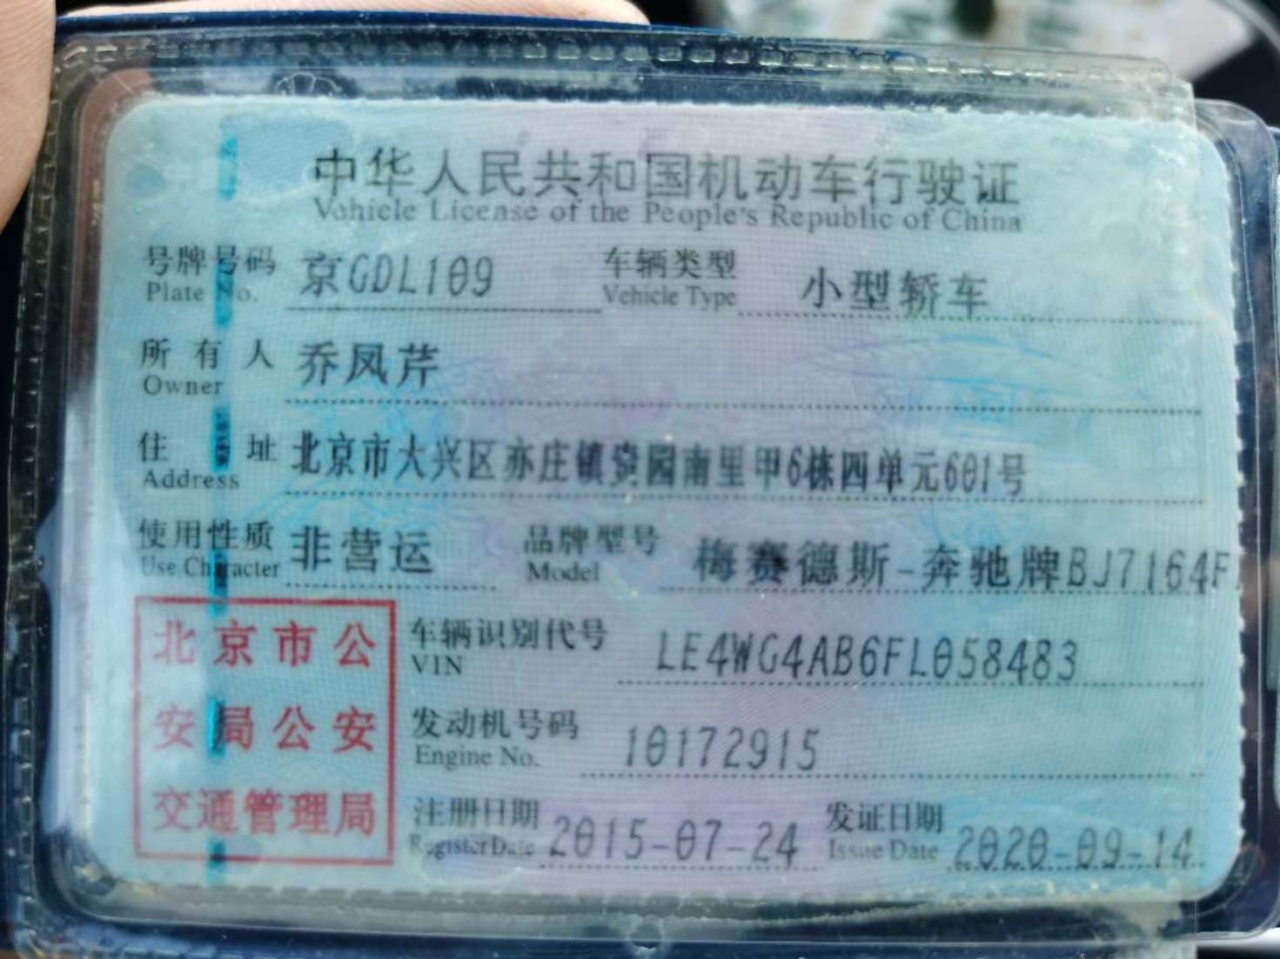 中华人民共和国机动车行驶证
Vehicle License of the People's Republic of China
号牌号码 京GDL109 车辆类型 小型轿车
Plate No. Vehicle Type
所有人 乔凤芹
Owner
住址 北京市大兴区亦庄镇贵园南里甲6栋四单元601号
Address
使用性质 非营运 品牌型号 梅赛德斯-奔驰牌BJ7164F
Use Character Model
北京市公
安局公安
交通管理局
车辆识别代号 LE4WG4AB6FL058483
VIN
发动机号码 10172915
Engine No.
注册日期 2015-07-24 发证日期 2020-09-14
Register Date Issue Date